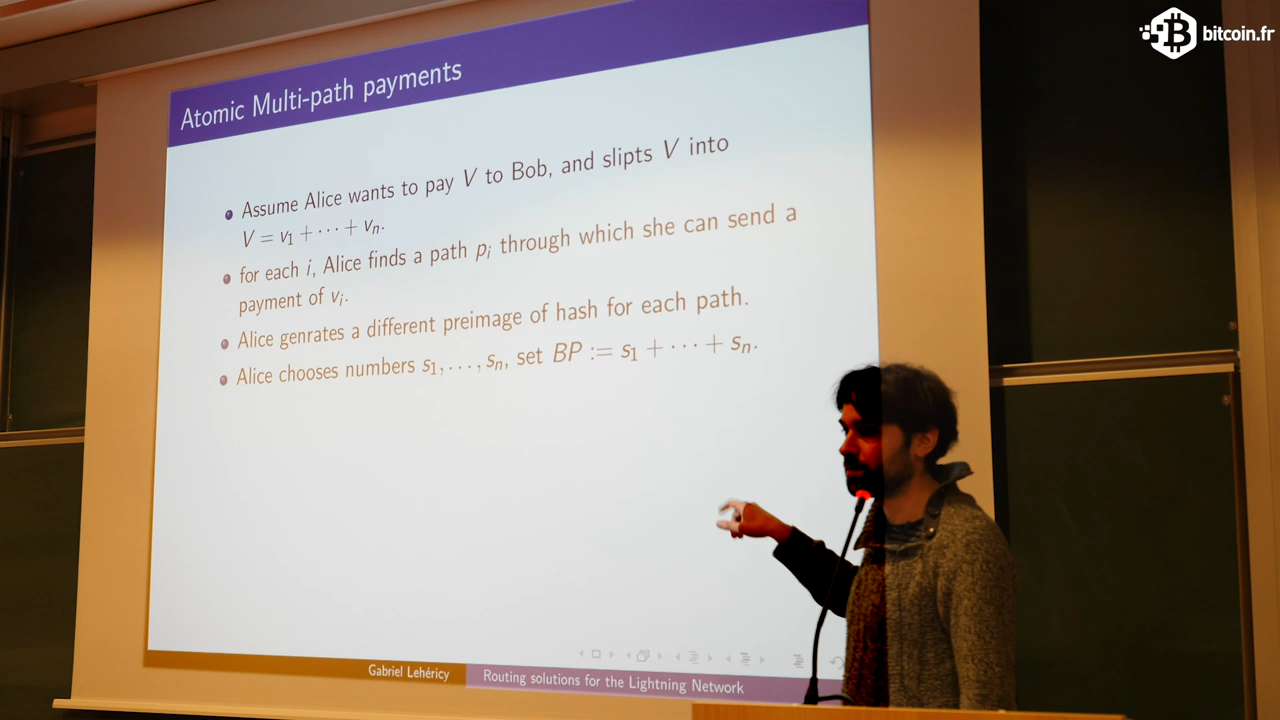 bitcoin.fr
Atomic Multi-path payments
Assume Alice wants to pay V to Bob, and slipts V into
V = v₁ + ··· + vₙ.
for each i, Alice finds a path pᵢ through which she can send a
payment of vᵢ.
Alice genrates a different preimage of hash for each path.
Alice chooses numbers s₁, . . . , sₙ, set BP := s₁ + ··· + sₙ.
Gabriel Lehéricy
Routing solutions for the Lightning Network